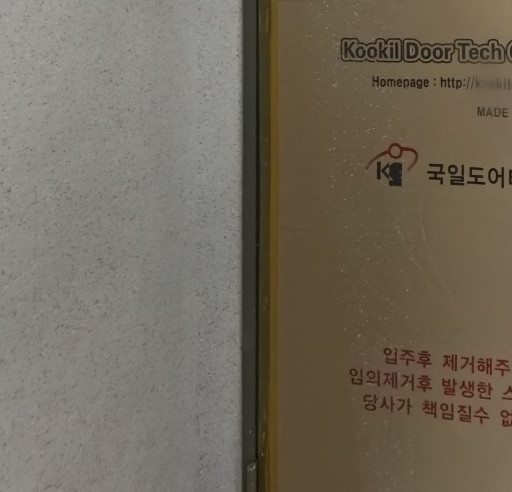 Kookil Door Tech
Homepage : http://
MADE
국일도어
입주후 제거해주
임의제거후 발생한
당사가 책임질수